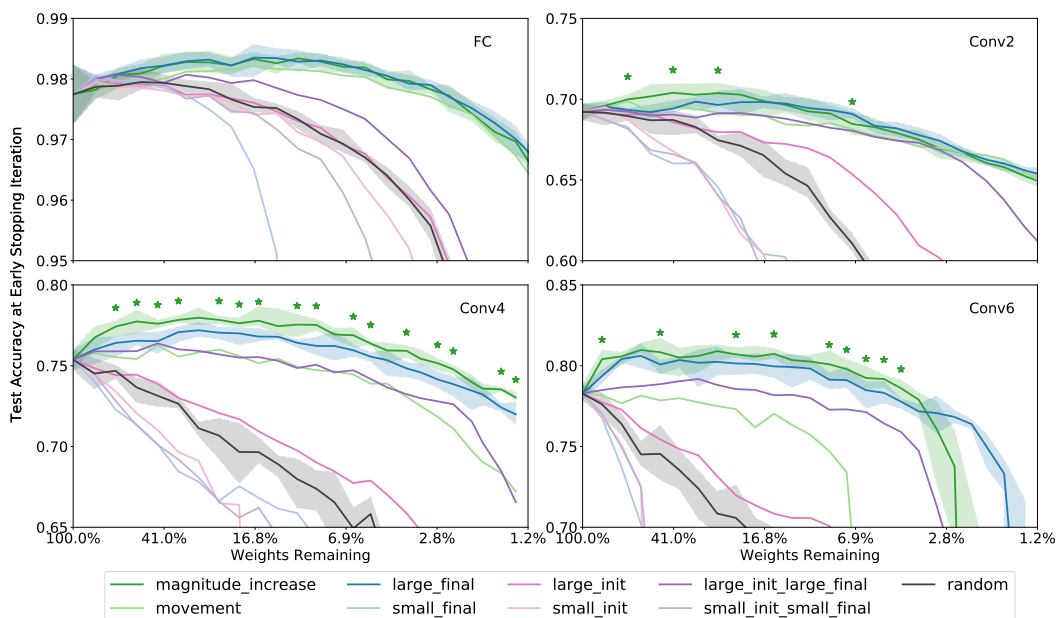 0.99
0.98
0.97
0.96
0.95
FC
0.75
0.70
0.65
0.60
Conv2
Test Accuracy at Early Stopping Iteration
0.80
0.75
0.70
0.65
Conv4
100.0% 41.0% 16.8% 6.9% 2.8% 1.2%
Weights Remaining
0.85
0.80
0.75
0.70
Conv6
100.0% 41.0% 16.8% 6.9% 2.8% 1.2%
Weights Remaining
magnitude_increase large_final large_init large_init_large_final random
movement small_final small_init small_init_small_final